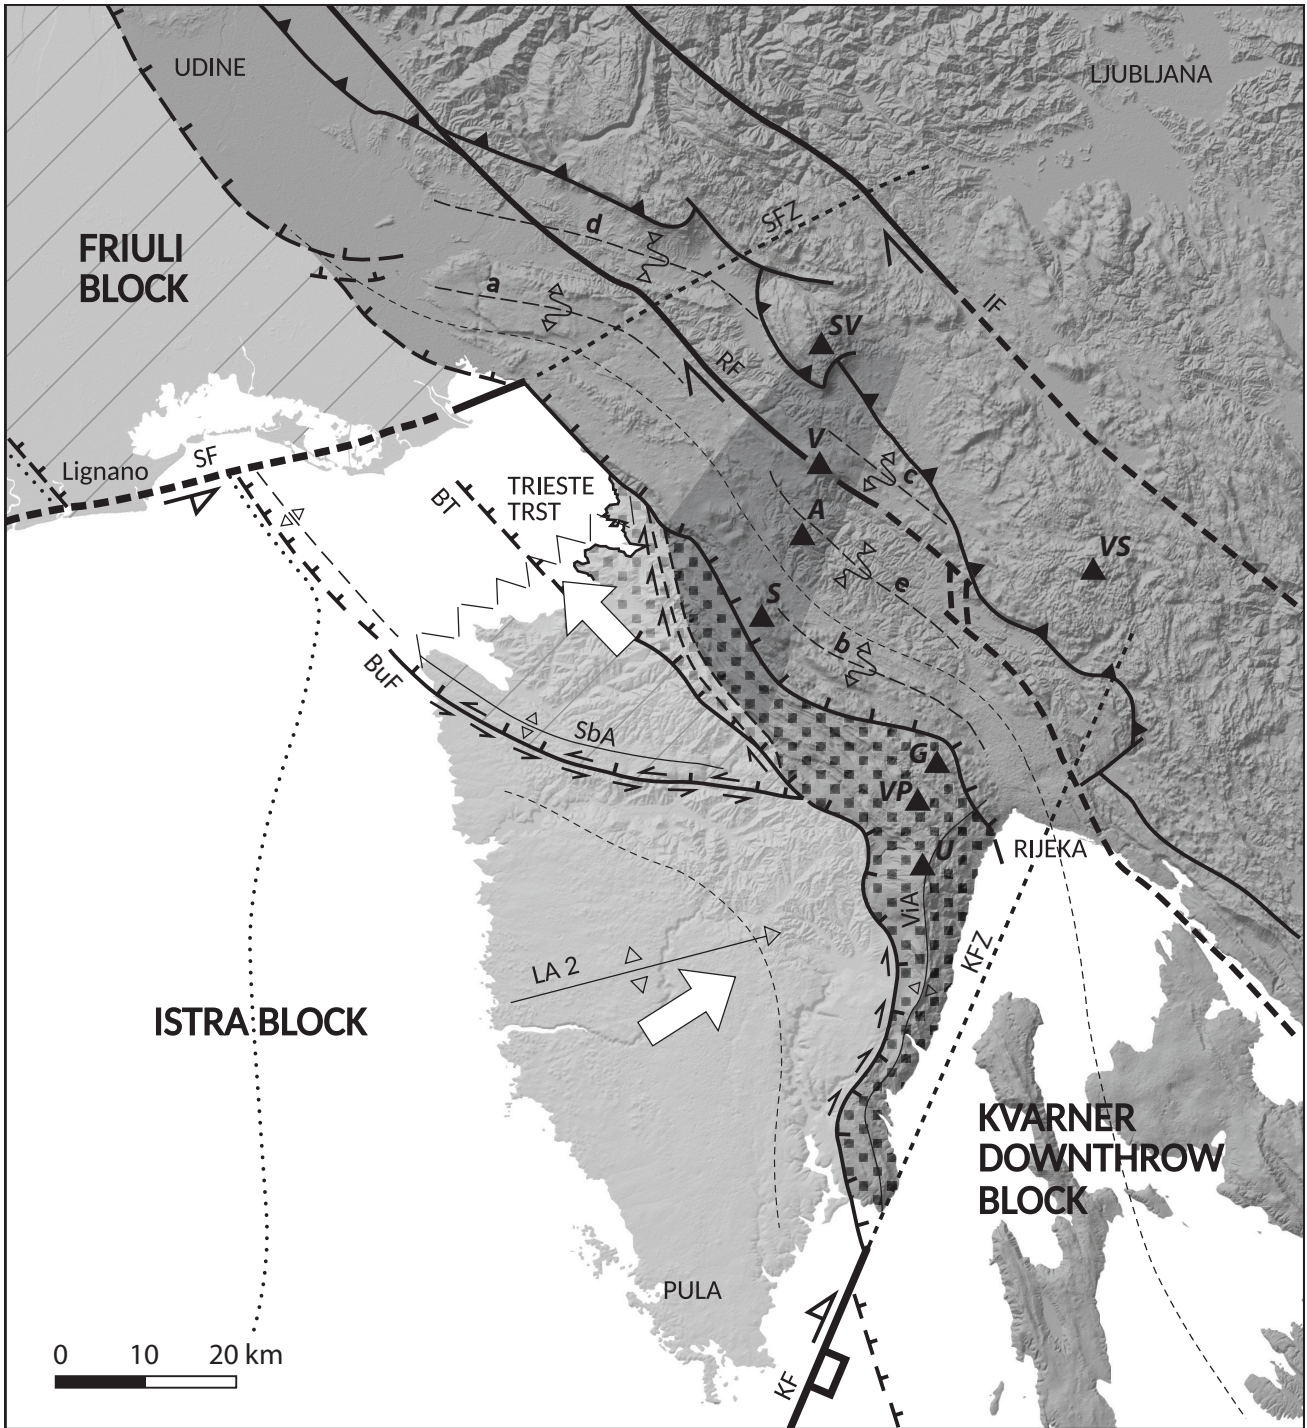 UDINE
LJUBLJANA
FRIULI
BLOCK
d
SFZ
a
IF
SV
RF
V
c
Lignano
SF
BT
TRIESTE
TRST
A
VS
e
S
b
BuF
SbA
G
VP
U
RIJEKA
ViA
KFZ
LA 2
ISTRA BLOCK
KVARNER
DOWNTHROW
BLOCK
PULA
0 10 20 km
KF